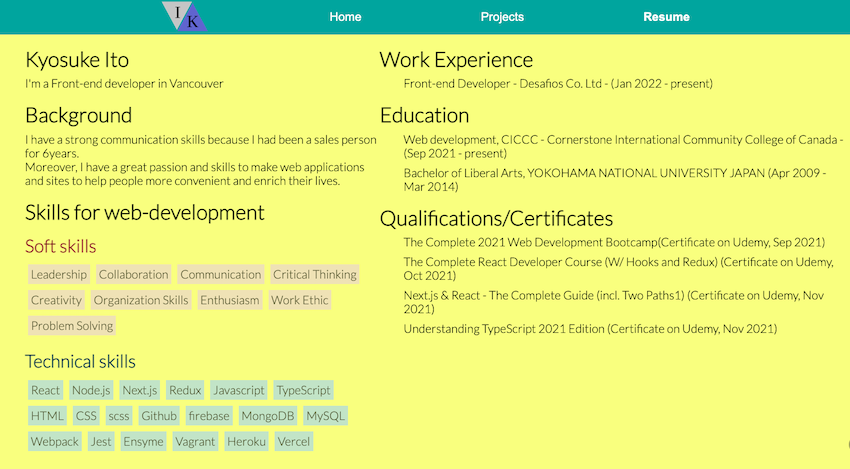 I K
Home
Projects
Resume
Kyosuke Ito
I'm a Front-end developer in Vancouver
Background
I have a strong communication skills because I had been a sales person
for 6years.
Moreover, I have a great passion and skills to make web applications
and sites to help people more convenient and enrich their lives.
Skills for web-development
Soft skills
Leadership Collaboration Communication Critical Thinking
Creativity Organization Skills Enthusiasm Work Ethic
Problem Solving
Technical skills
React Node.js Next.js Redux Javascript TypeScript
HTML CSS scss Github firebase MongoDB MySQL
Webpack Jest Ensyme Vagrant Heroku Vercel
Work Experience
Front-end Developer - Desafios Co. Ltd - (Jan 2022 - present)
Education
Web development, CICCC - Cornerstone International Community College of Canada -
(Sep 2021 - present)
Bachelor of Liberal Arts, YOKOHAMA NATIONAL UNIVERSITY JAPAN (Apr 2009 -
Mar 2014)
Qualifications/Certificates
The Complete 2021 Web Development Bootcamp(Certificate on Udemy, Sep 2021)
The Complete React Developer Course (W/ Hooks and Redux) (Certificate on Udemy,
Oct 2021)
Next.js & React - The Complete Guide (incl. Two Paths1) (Certificate on Udemy, Nov
2021)
Understanding TypeScript 2021 Edition (Certificate on Udemy, Nov 2021)